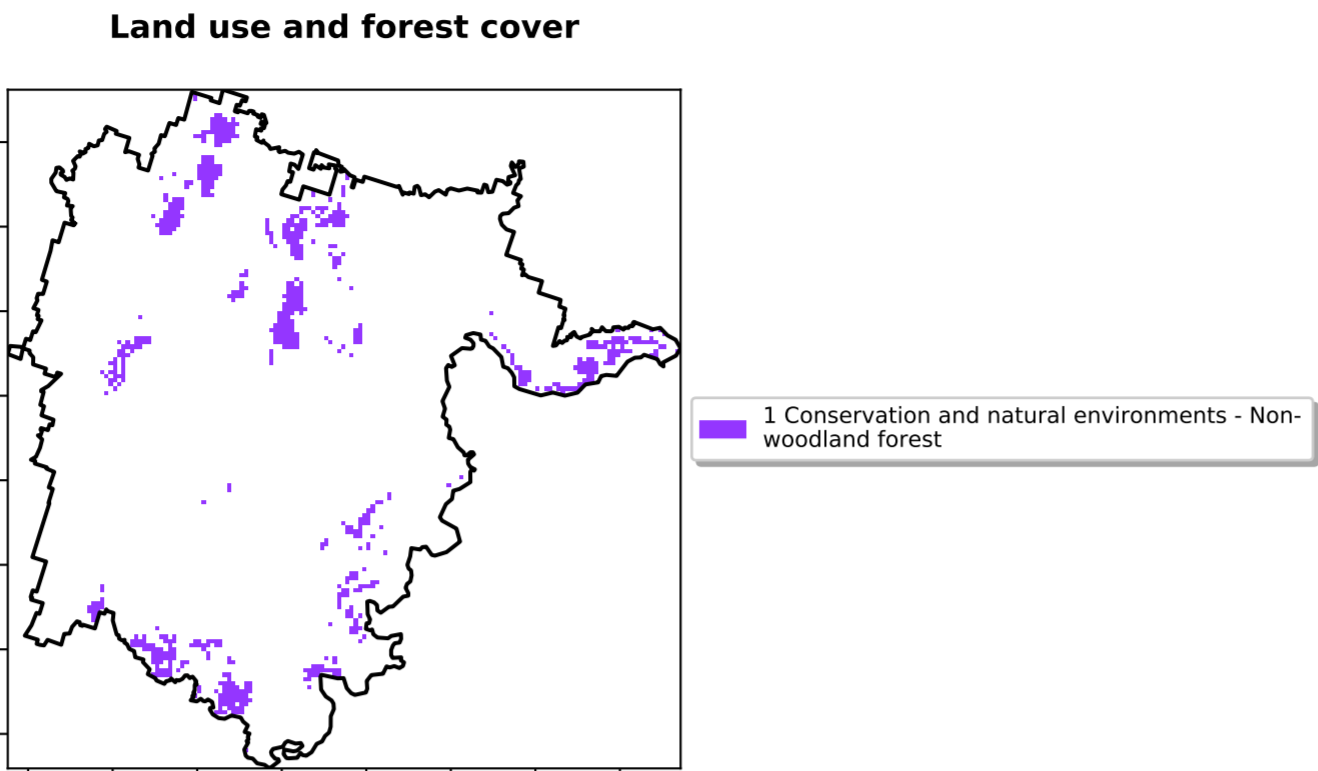 Land use and forest cover
1 Conservation and natural environments - Non-
woodland forest